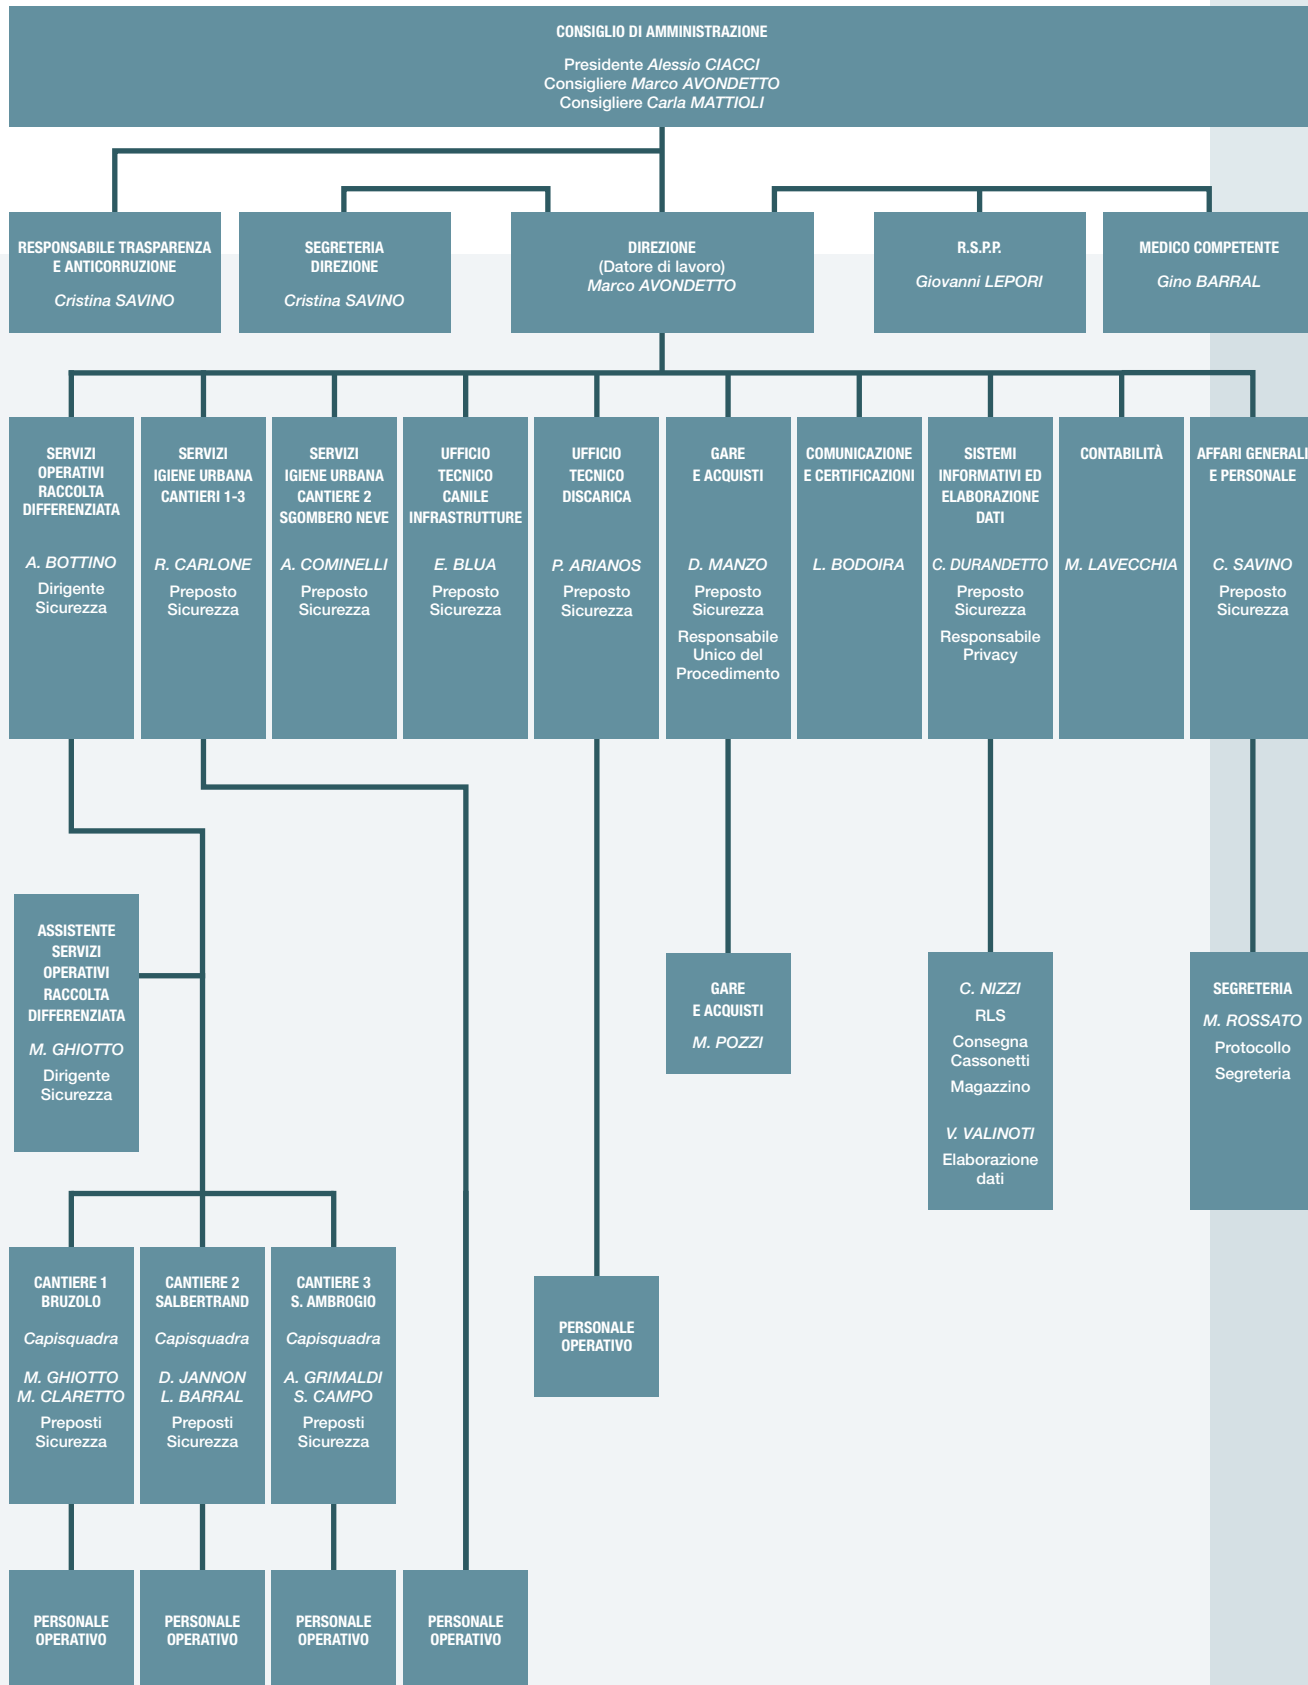 CONSIGLIO DI AMMINISTRAZIONE
Presidente Alessio CIACCI
Consigliere Marco AVONDETTO
Consigliere Carla MATTIOLI
RESPONSABILE TRASPARENZA
E ANTICORRUZIONE
Cristina SAVINO
SEGRETERIA
DIREZIONE
Cristina SAVINO
DIREZIONE
(Datore di lavoro)
Marco AVONDETTO
R.S.P.P.
Giovanni LEPORI
MEDICO COMPETENTE
Gino BARRAL
SERVIZI
OPERATIVI
RACCOLTA
DIFFERENZIATA
A. BOTTINO
Dirigente
Sicurezza
SERVIZI
IGIENE URBANA
CANTIERI 1-3
R. CARLONE
Preposto
Sicurezza
SERVIZI
IGIENE URBANA
CANTIERE 2
SGOMBERO NEVE
A. COMINELLI
Preposto
Sicurezza
UFFICIO
TECNICO
CANILE
INFRASTRUTTURE
E. BLUA
Preposto
Sicurezza
UFFICIO
TECNICO
DISCARICA
P. ARIANOS
Preposto
Sicurezza
GARE
E ACQUISTI
D. MANZO
Preposto
Sicurezza
Responsabile
Unico del
Procedimento
COMUNICAZIONE
E CERTIFICAZIONI
L. BODOIRA
SISTEMI
INFORMATIVI ED
ELABORAZIONE
DATI
C. DURANDETTO
Preposto
Sicurezza
Responsabile
Privacy
CONTABILITÀ
M. LAVECCHIA
AFFARI GENERALI
E PERSONALE
C. SAVINO
Preposto
Sicurezza
ASSISTENTE
SERVIZI
OPERATIVI
RACCOLTA
DIFFERENZIATA
M. GHIOTTO
Dirigente
Sicurezza
GARE
E ACQUISTI
M. POZZI
C. NIZZI
RLS
Consegna
Cassonetti
Magazzino
V. VALINOTI
Elaborazione
dati
SEGRETERIA
M. ROSSATO
Protocollo
Segreteria
CANTIERE 1
BRUZOLO
Capisquadra
M. GHIOTTO
M. CLARETTO
Preposti
Sicurezza
CANTIERE 2
SALBERTRAND
Capisquadra
D. JANNON
L. BARRAL
Preposti
Sicurezza
CANTIERE 3
S. AMBROGIO
Capisquadra
A. GRIMALDI
S. CAMPO
Preposti
Sicurezza
PERSONALE
OPERATIVO
PERSONALE
OPERATIVO
PERSONALE
OPERATIVO
PERSONALE
OPERATIVO
PERSONALE
OPERATIVO